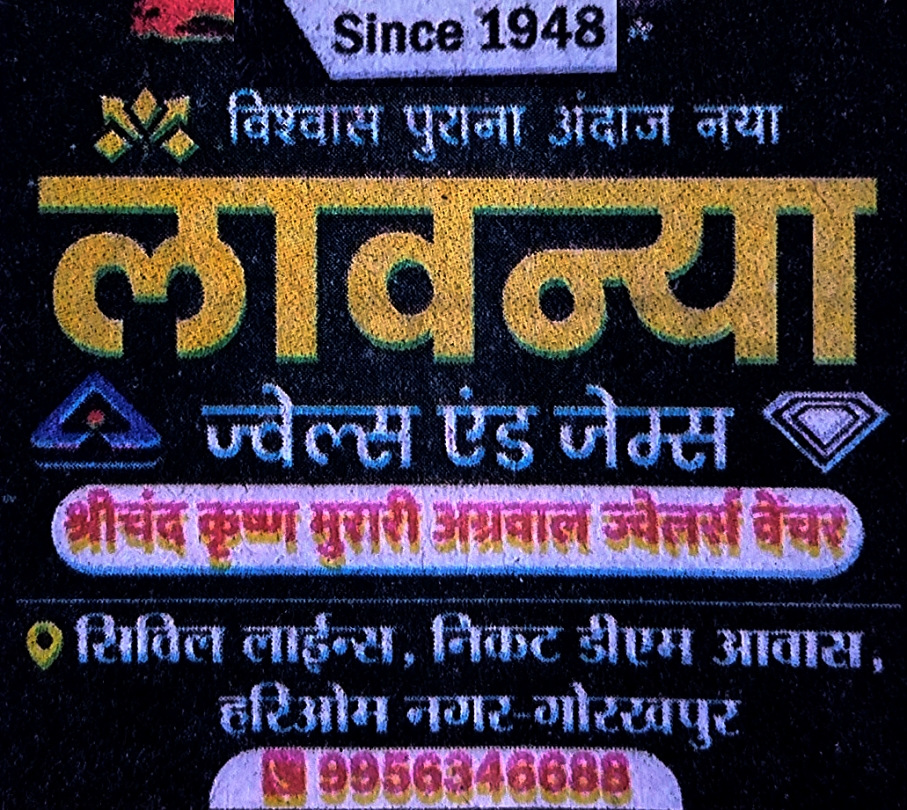 Since 1948
विश्वास पुराना अंदाज नया
लावन्या
ज्वेल्स एंड जेम्स
श्रीचंद कृष्ण मुरारी अग्रवाल ज्वेलर्स वेंचर
सिविल लाईन्स, निकट डीएम आवास,
हरिओम नगर-गोरखपुर
9956346688